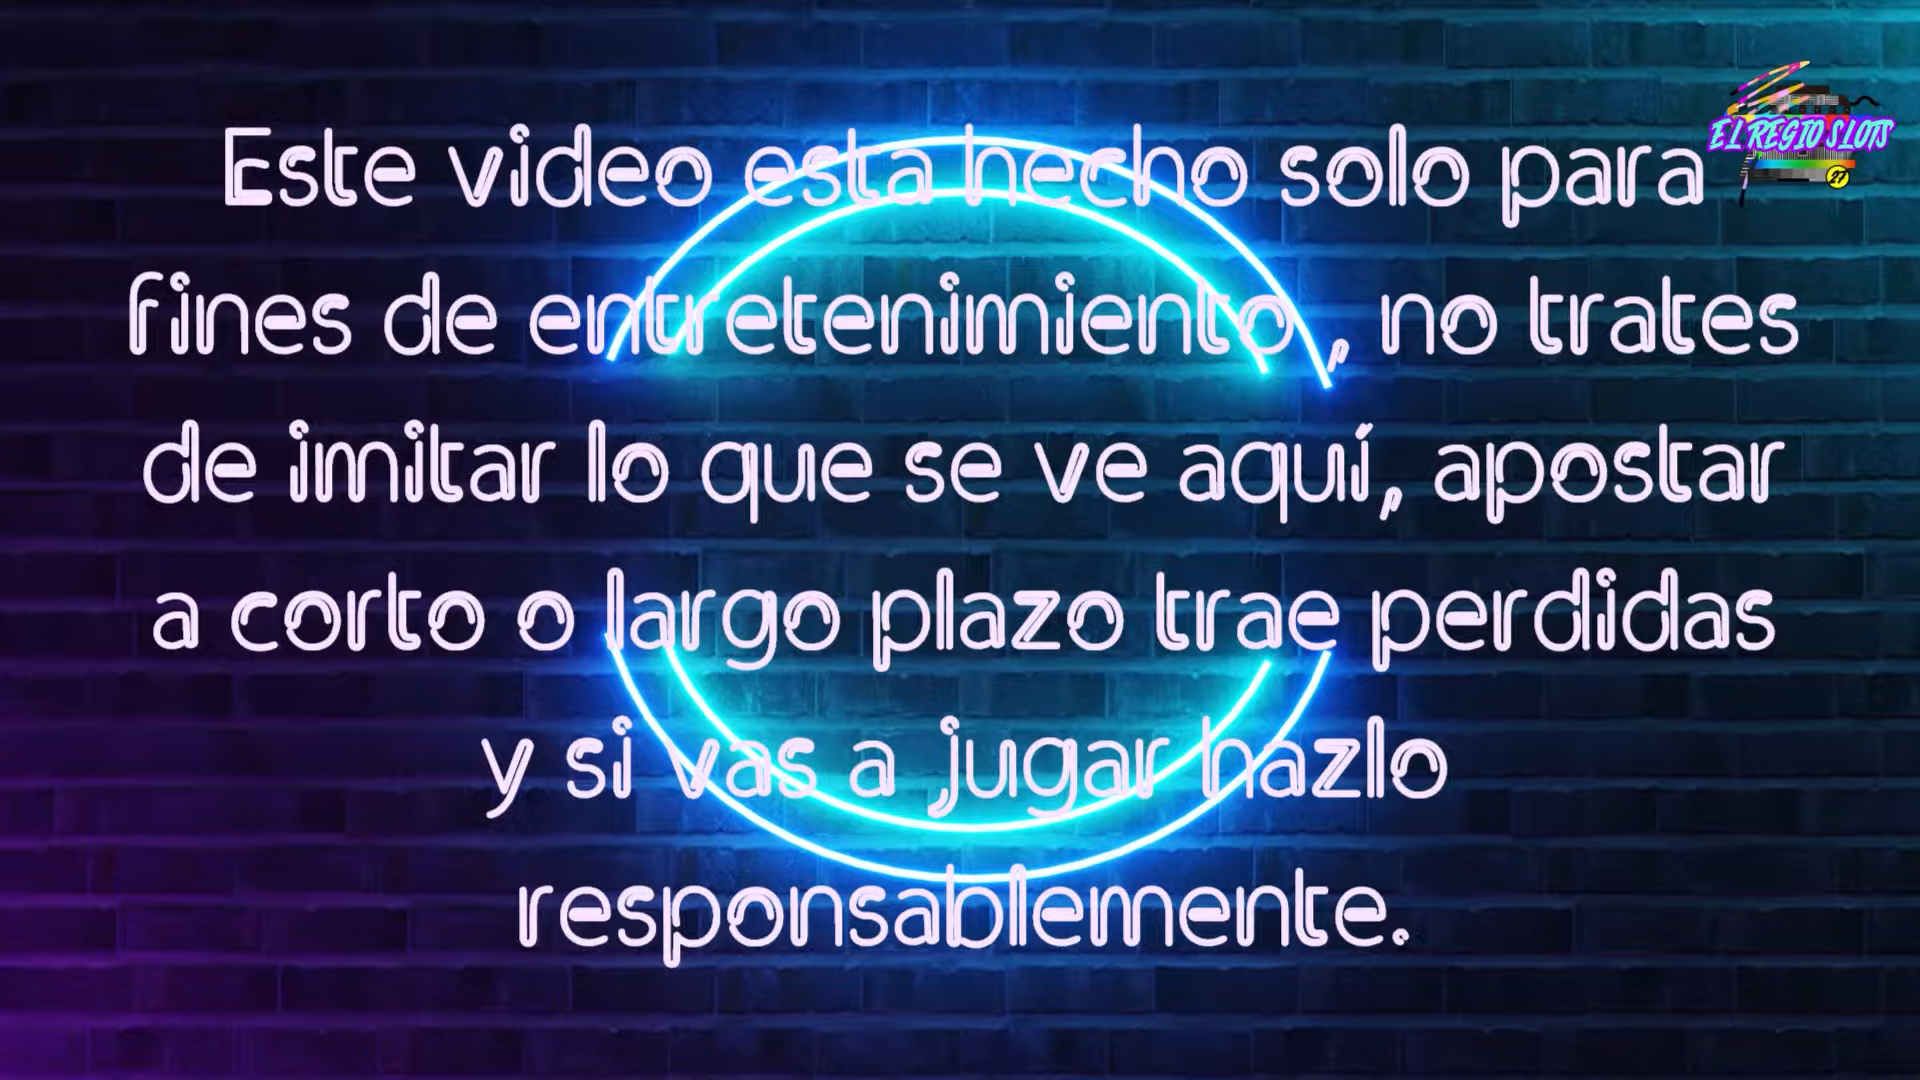 EL REGIO SLOTS
27
Este video esta hecho solo para
fines de entretenimiento , no trates
de imitar lo que se ve aquí, apostar
a corto o largo plazo trae perdidas
y si vas a jugar hazlo
responsablemente.